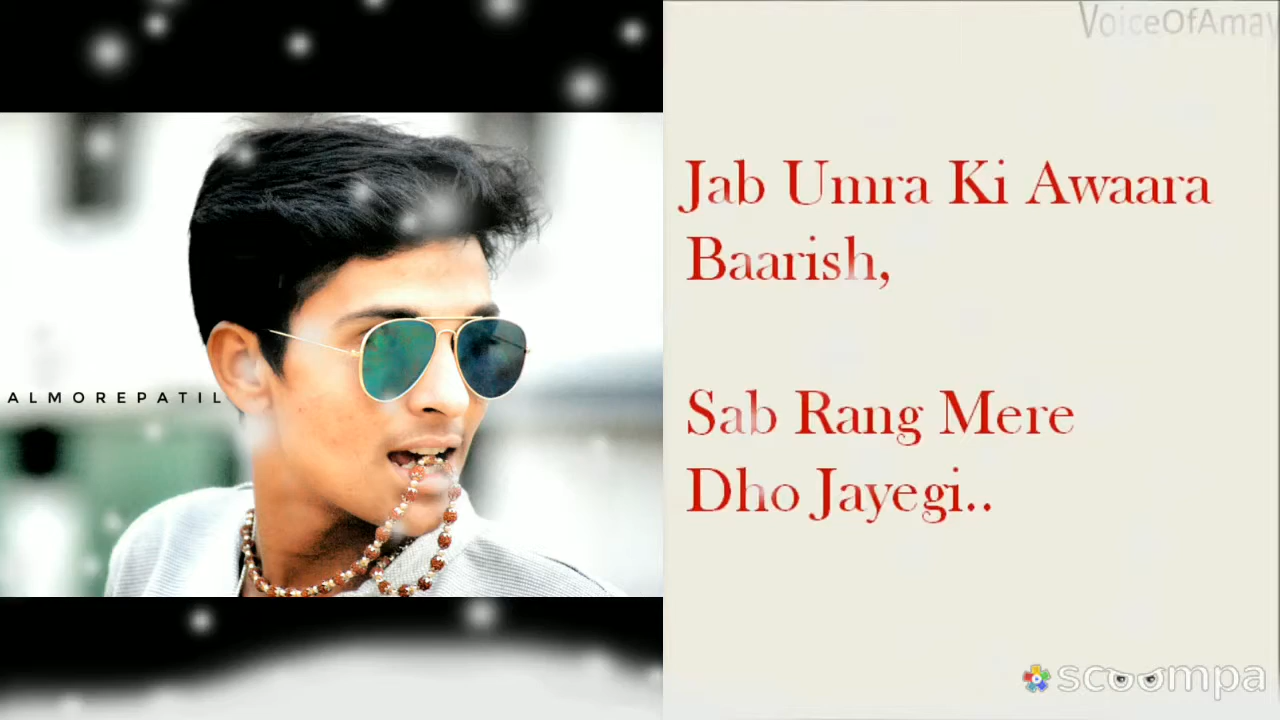 ALMOREPATIL
VoiceOfAmay
Jab Umra Ki Awaara
Baarish,
Sab Rang Mere
Dho Jayegi..
scoompa